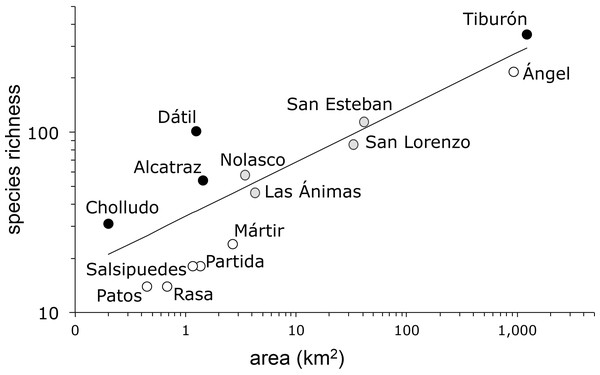 Tiburón
Ángel
San Esteban
Dátil
San Lorenzo
Nolasco
Alcatraz
Las Ánimas
Cholludo
Mártir
Salsipuedes
Partida
Patos
Rasa
species richness
100
10
0
1
10
100
1,000
area (km²)